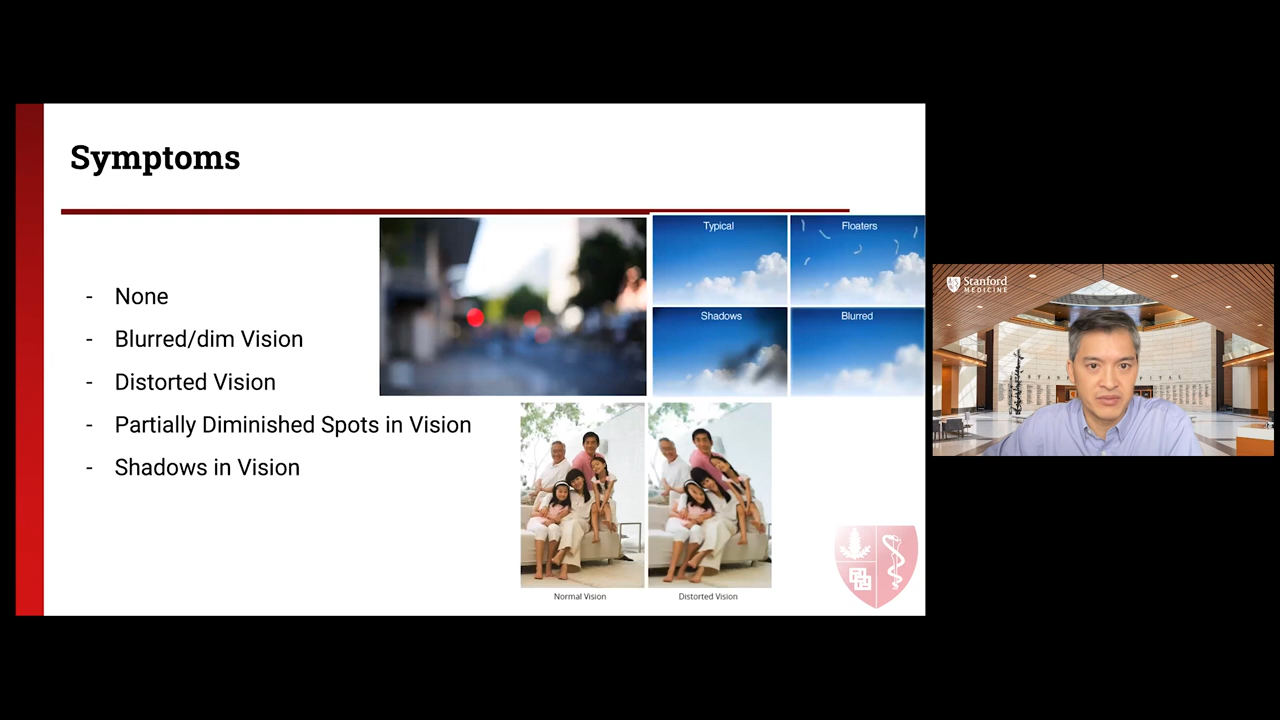 Symptoms
- None
- Blurred/dim Vision
- Distorted Vision
- Partially Diminished Spots in Vision
- Shadows in Vision
Typical
Floaters
Shadows
Blurred
Normal Vision
Distorted Vision
Stanford
MEDICINE